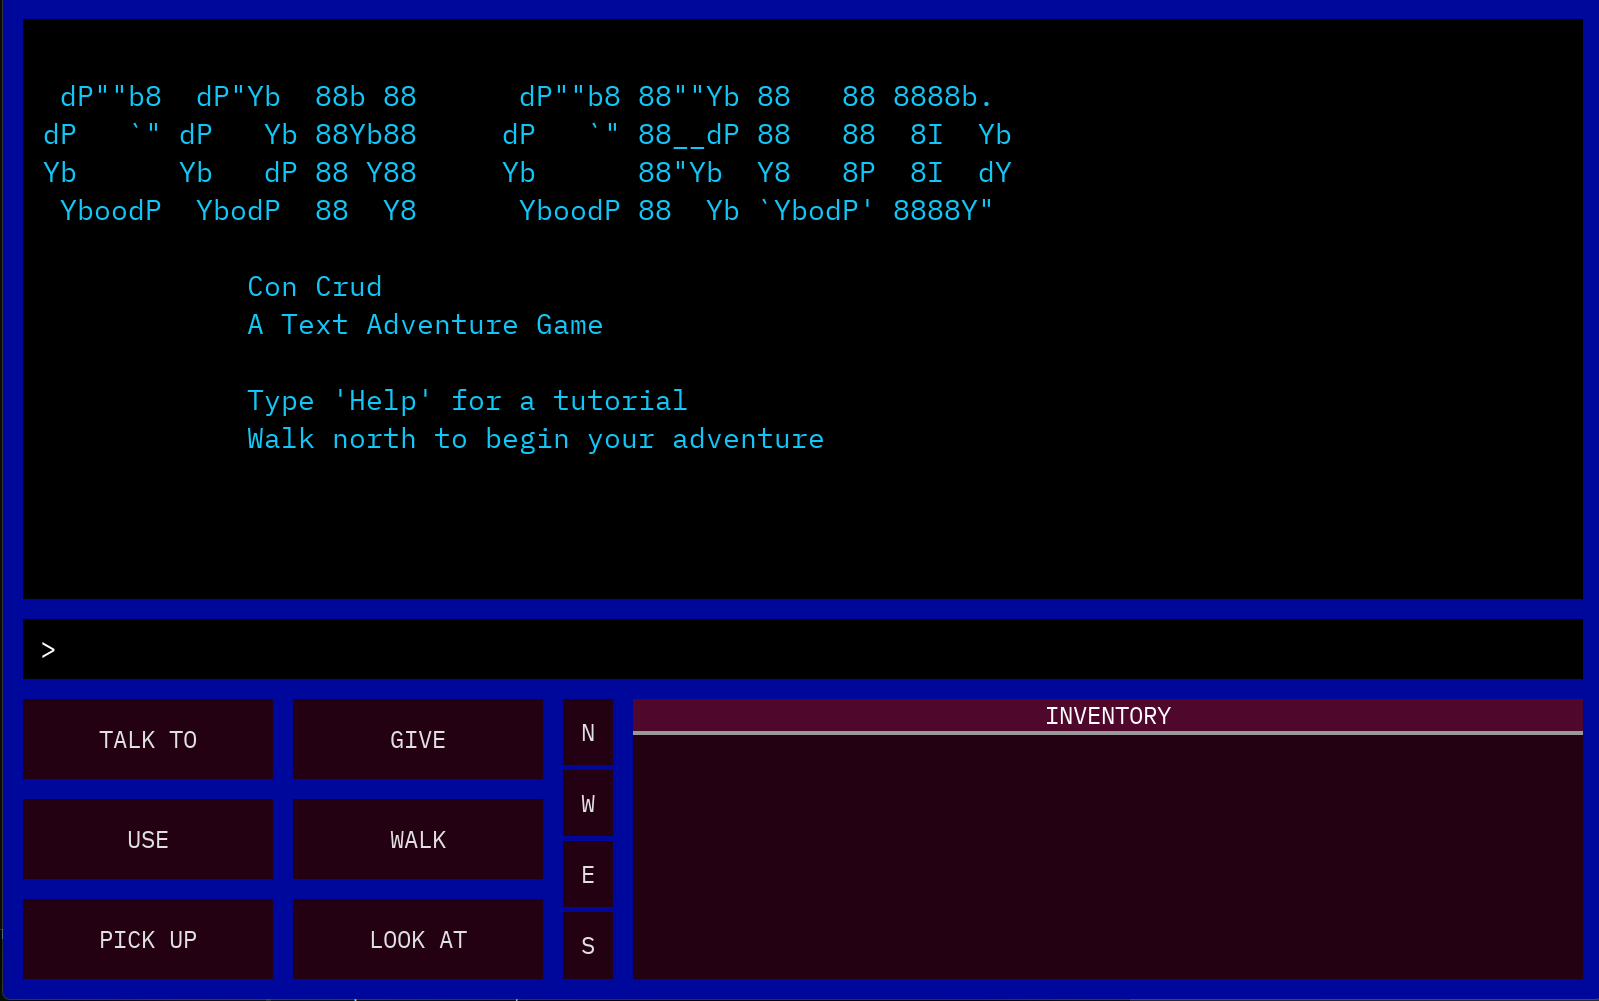 dP""b8  dP"Yb  88b 88      dP""b8 88""Yb 88   88 8888b.
dP   `" dP   Yb 88Yb88     dP   `" 88__dP 88   88  8I  Yb
Yb      Yb   dP 88 Y88     Yb      88"Yb  Y8   8P  8I  dY
 YboodP  YbodP  88  Y8      YboodP 88  Yb `YbodP' 8888Y"
Con Crud
A Text Adventure Game
Type 'Help' for a tutorial
Walk north to begin your adventure
>
TALK TO
GIVE
USE
WALK
PICK UP
LOOK AT
N
W
E
S
INVENTORY